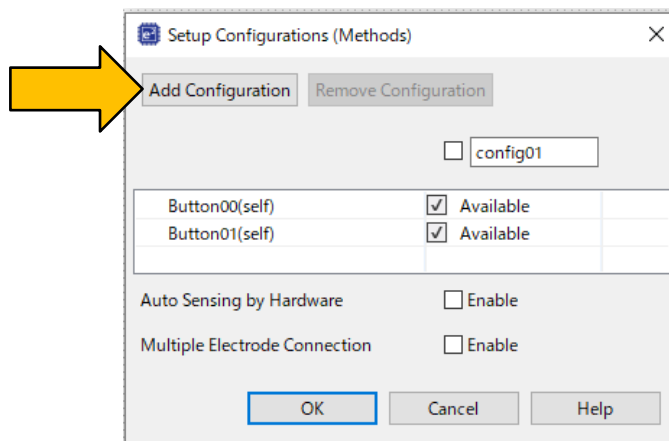 e²
Setup Configurations (Methods)
Add Configuration Remove Configuration
config01
Button00(self) Available
Button01(self) Available
Auto Sensing by Hardware Enable
Multiple Electrode Connection Enable
OK Cancel Help